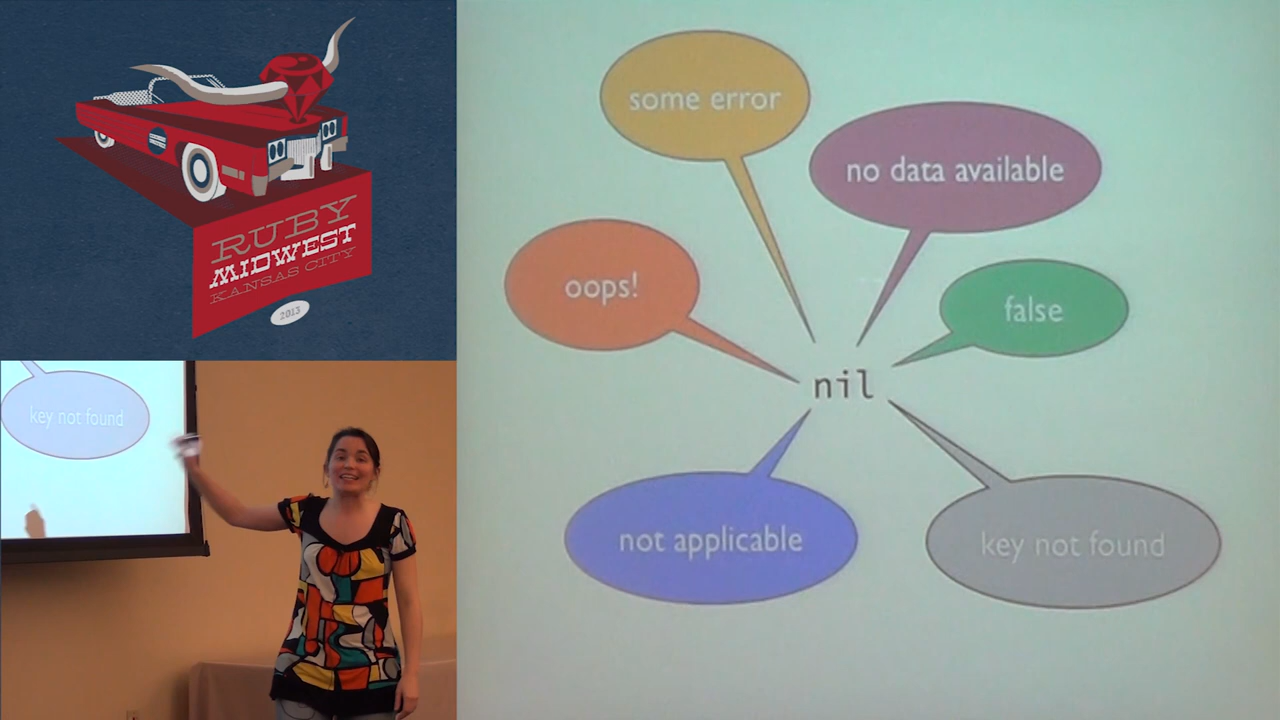 RUBY
MIDWEST
KANSAS CITY
2013
key not found
some error
no data available
oops!
false
nil
not applicable
key not found